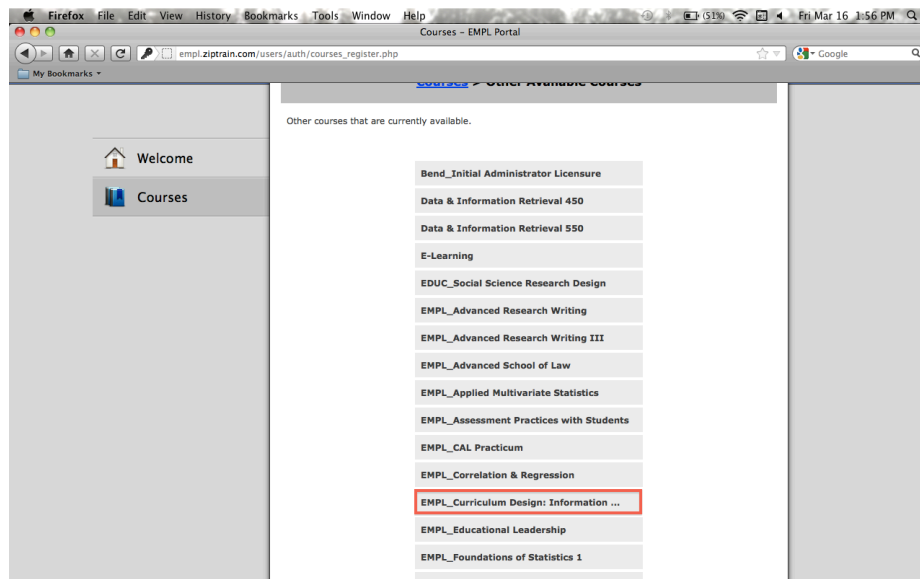 Firefox File Edit View History Bookmarks Tools Window Help (51%) Fri Mar 16 1:56 PM
Courses – EMPL Portal
empl.ziptrain.com/users/auth/courses_register.php Google
My Bookmarks
Courses > Other Available Courses
Other courses that are currently available.
Welcome
Courses
Bend_Initial Administrator Licensure
Data & Information Retrieval 450
Data & Information Retrieval 550
E-Learning
EDUC_Social Science Research Design
EMPL_Advanced Research Writing
EMPL_Advanced Research Writing III
EMPL_Advanced School of Law
EMPL_Applied Multivariate Statistics
EMPL_Assessment Practices with Students
EMPL_CAL Practicum
EMPL_Correlation & Regression
EMPL_Curriculum Design: Information ...
EMPL_Educational Leadership
EMPL_Foundations of Statistics 1